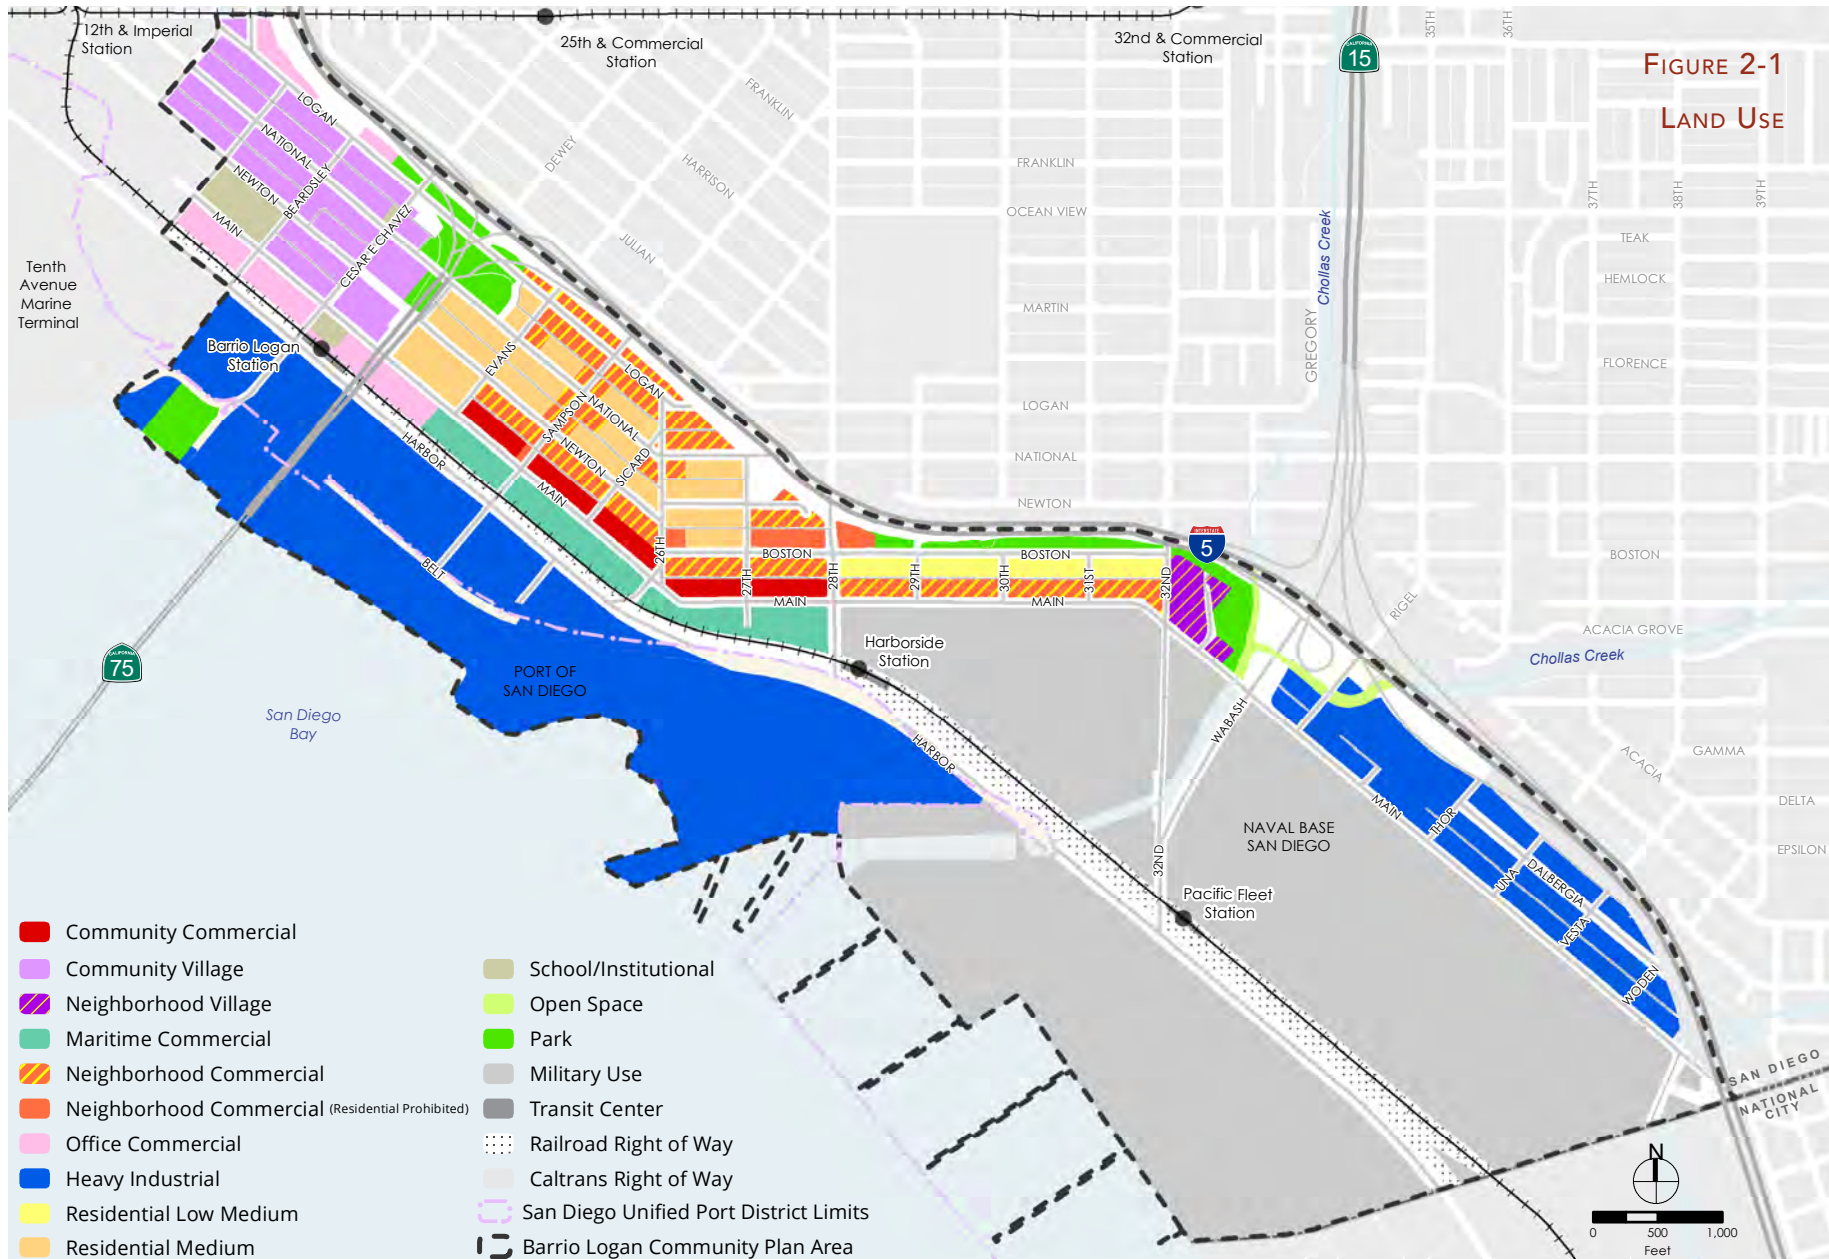 FIGURE 2-1
LAND USE
12th & Imperial
Station
25th & Commercial
Station
32nd & Commercial
Station
CALIFORNIA
15
35TH
36TH
FRANKLIN
DEWEY
HARRISON
JULIAN
FRANKLIN
OCEAN VIEW
MARTIN
LOGAN
NATIONAL
NEWTON
GREGORY
Chollas Creek
37TH
38TH
39TH
TEAK
HEMLOCK
FLORENCE
BOSTON
RIGEL
ACACIA GROVE
Chollas Creek
ACACIA
GAMMA
DELTA
EPSILON
LOGAN
NATIONAL
NEWTON
BEARDSLEY
MAIN
CESAR E CHAVEZ
Tenth
Avenue
Marine
Terminal
Barrio Logan
Station
EVANS
LOGAN
SAMPSON
NATIONAL
NEWTON
SICARD
HARBOR
MAIN
BELT
26TH
BOSTON
27TH
28TH
MAIN
29TH
30TH
BOSTON
31ST
MAIN
32ND
INTERSTATE
5
CALIFORNIA
75
San Diego
Bay
PORT OF
SAN DIEGO
Harborside
Station
HARBOR
WABASH
32ND
NAVAL BASE
SAN DIEGO
Pacific Fleet
Station
MAIN
THOR
UNA
DALBERGIA
VESTA
WODEN
SAN DIEGO
NATIONAL
CITY
Community Commercial
Community Village
Neighborhood Village
Maritime Commercial
Neighborhood Commercial
Neighborhood Commercial (Residential Prohibited)
Office Commercial
Heavy Industrial
Residential Low Medium
Residential Medium
School/Institutional
Open Space
Park
Military Use
Transit Center
Railroad Right of Way
Caltrans Right of Way
San Diego Unified Port District Limits
Barrio Logan Community Plan Area
N
0 500 1,000
Feet